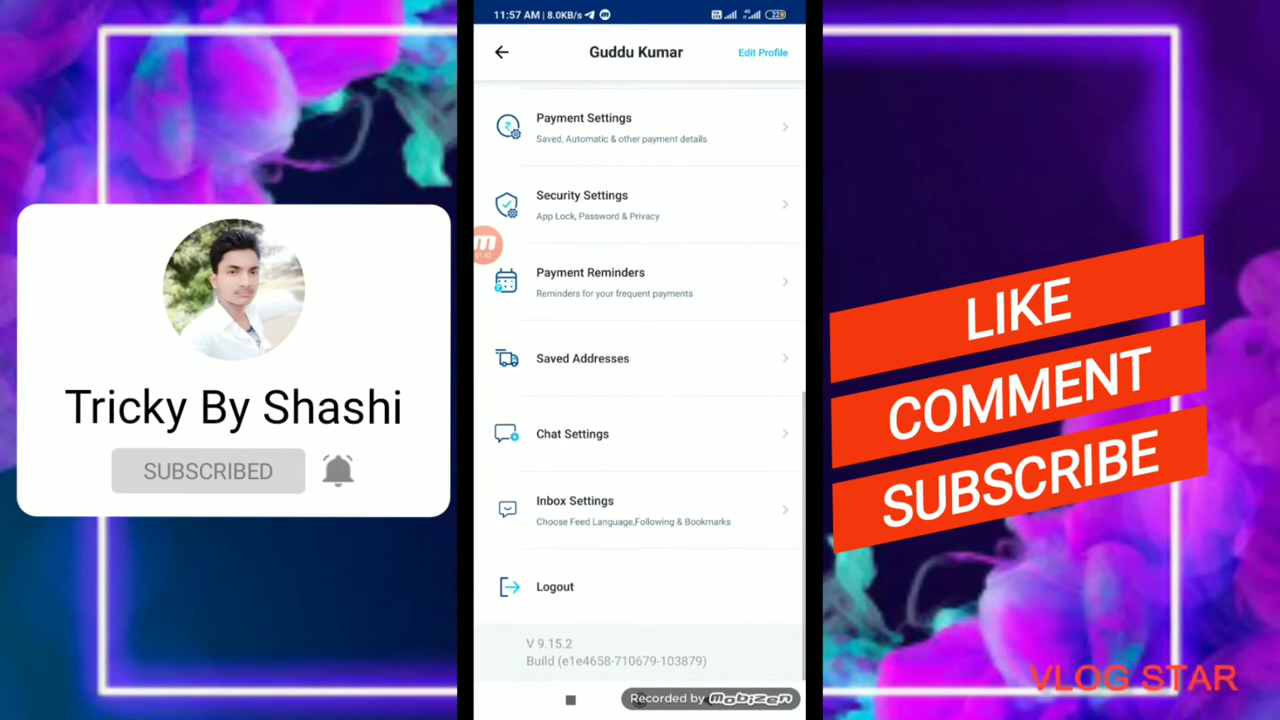 Tricky By Shashi
SUBSCRIBED
11:57 AM | 8.0KB/s
Guddu Kumar
Edit Profile
Payment Settings
Saved, Automatic & other payment details
Security Settings
App Lock, Password & Privacy
Payment Reminders
Reminders for your frequent payments
Saved Addresses
Chat Settings
Inbox Settings
Choose Feed Language,Following & Bookmarks
Logout
V 9.15.2
Build (e1e4658-710679-103879)
Recorded by mobizen
LIKE
COMMENT
SUBSCRIBE
VLOG STAR